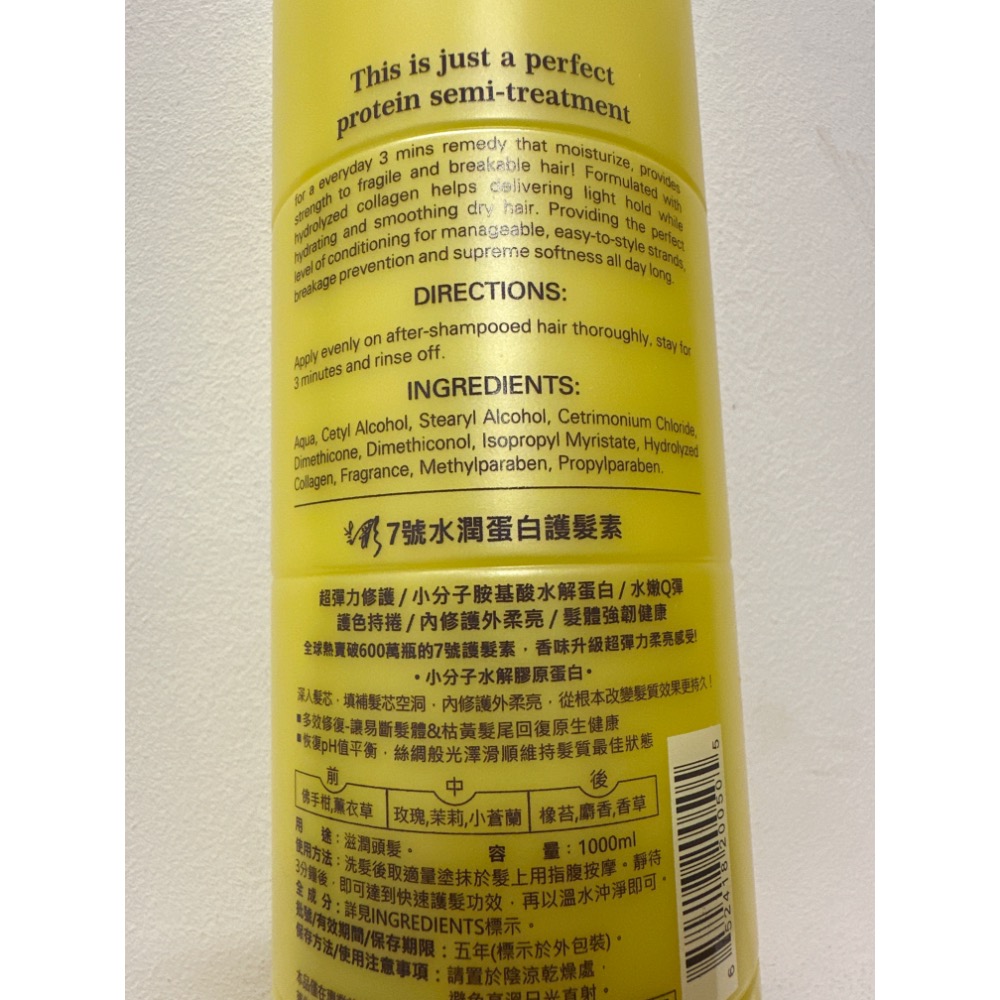 This is just a perfect
protein semi-treatment
for a everyday 3 mins remedy that moisturize, provides
strength to fragile and breakable hair! Formulated with
hydrolyzed collagen helps delivering light hold while
hydrating and smoothing dry hair. Providing the perfect
level of conditioning for manageable, easy-to-style strands,
breakage prevention and supreme softness all day long.
DIRECTIONS:
Apply evenly on after-shampooed hair thoroughly, stay for
3 minutes and rinse off.
INGREDIENTS:
Aqua, Cetyl Alcohol, Stearyl Alcohol, Cetrimonium Chloride,
Dimethicone, Dimethiconol, Isopropyl Myristate, Hydrolyzed
Collagen, Fragrance, Methylparaben, Propylparaben.
7號水潤蛋白護髮素
超彈力修護/小分子胺基酸水解蛋白/水嫩Q彈
護色持捲/內修護外柔亮/髮體強韌健康
全球熱賣破600萬瓶的7號護髮素,香味升級超彈力柔亮感受!
•小分子水解膠原蛋白•
深入髮芯,填補髮芯空洞,內修護外柔亮,從根本改變髮質效果更持久!
■多效修復-讓易斷髮體&枯黃髮尾回復原生健康
■恢復pH值平衡,絲綢般光澤滑順維持髮質最佳狀態
前 中 後
佛手柑,薰衣草 玫瑰,茉莉,小蒼蘭 橡苔,麝香,香草
用 途:滋潤頭髮。 容 量:1000ml
使用方法:洗髮後取適量塗抹於髮上用指腹按摩。靜待
3分鐘後,即可達到快速護髮功效,再以溫水沖淨即可。
全成分:詳見INGREDIENTS標示。
批號/有效期間/保存期限:五年(標示於外包裝)。
保存方法/使用注意事項:請置於陰涼乾燥處,
避免高溫日光直射。
6 52418 20050 5